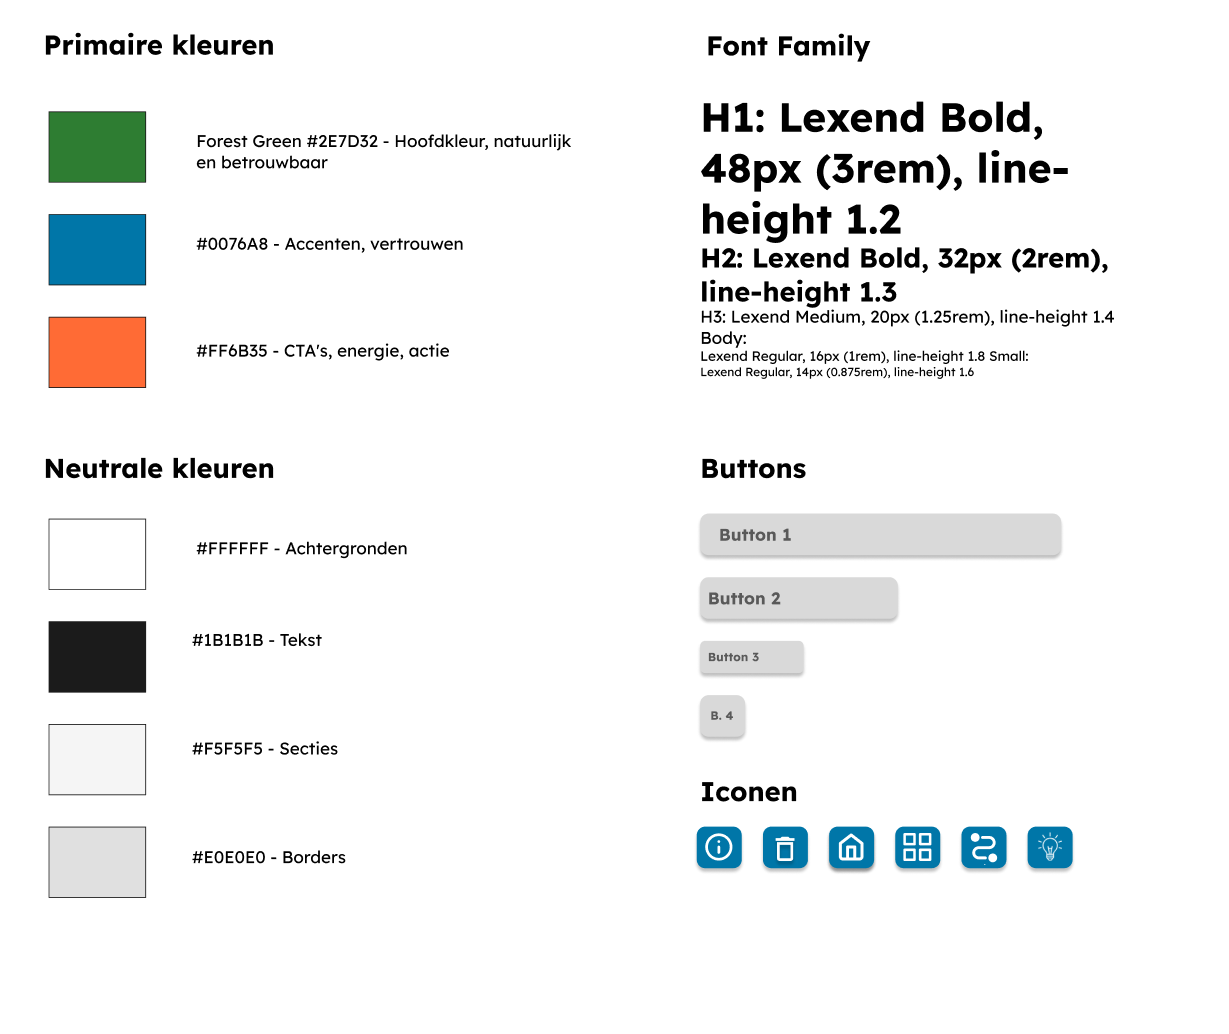 Primaire kleuren
Forest Green #2E7D32 - Hoofdkleur, natuurlijk
en betrouwbaar
#0076A8 - Accenten, vertrouwen
#FF6B35 - CTA's, energie, actie
Neutrale kleuren
#FFFFFF - Achtergronden
#1B1B1B - Tekst
#F5F5F5 - Secties
#E0E0E0 - Borders
Font Family
H1: Lexend Bold,
48px (3rem), line-
height 1.2
H2: Lexend Bold, 32px (2rem),
line-height 1.3
H3: Lexend Medium, 20px (1.25rem), line-height 1.4
Body:
Lexend Regular, 16px (1rem), line-height 1.8 Small:
Lexend Regular, 14px (0.875rem), line-height 1.6
Buttons
Button 1
Button 2
Button 3
B. 4
Iconen